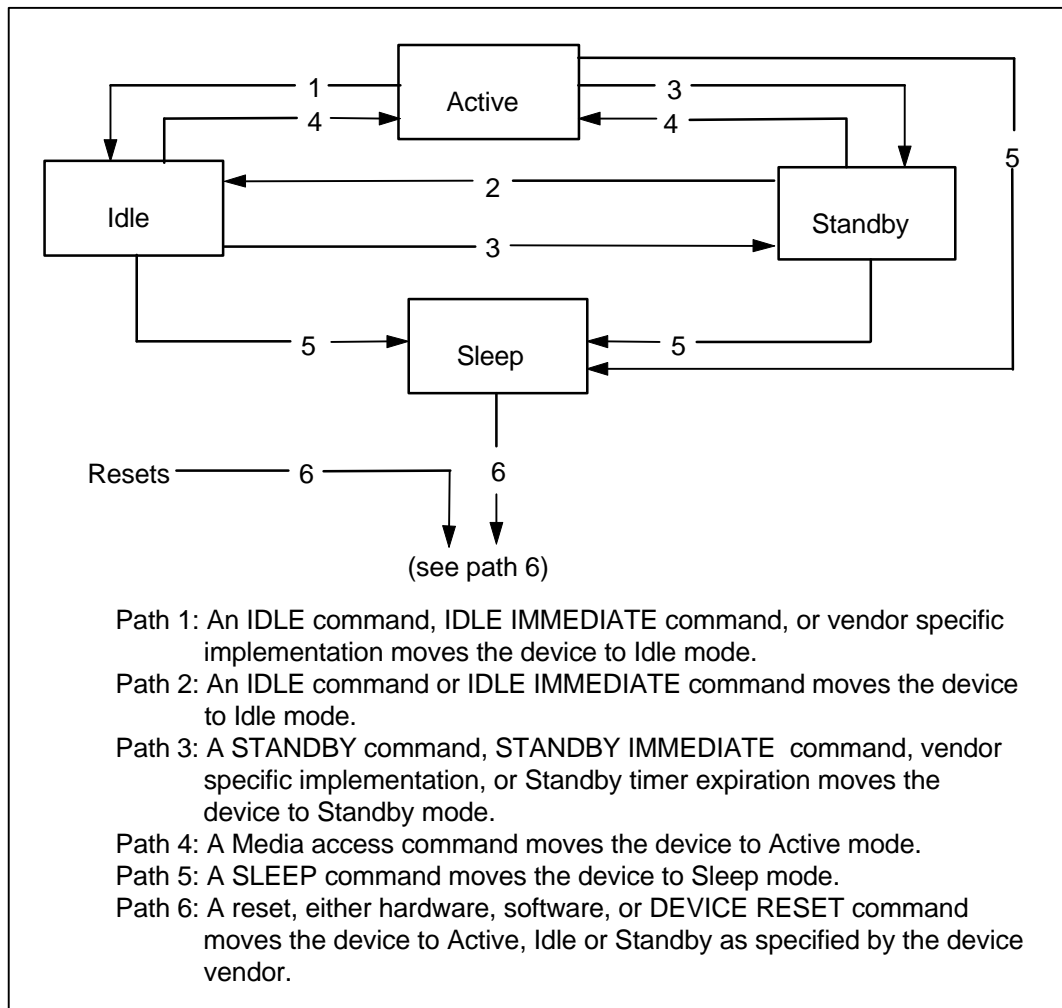 Active
1
3
4
4
5
Idle
2
Standby
3
5
Sleep
5
Resets
6
6
(see path 6)
Path 1: An IDLE command, IDLE IMMEDIATE command, or vendor specific
implementation moves the device to Idle mode.
Path 2: An IDLE command or IDLE IMMEDIATE command moves the device
to Idle mode.
Path 3: A STANDBY command, STANDBY IMMEDIATE command, vendor
specific implementation, or Standby timer expiration moves the
device to Standby mode.
Path 4: A Media access command moves the device to Active mode.
Path 5: A SLEEP command moves the device to Sleep mode.
Path 6: A reset, either hardware, software, or DEVICE RESET command
moves the device to Active, Idle or Standby as specified by the device
vendor.